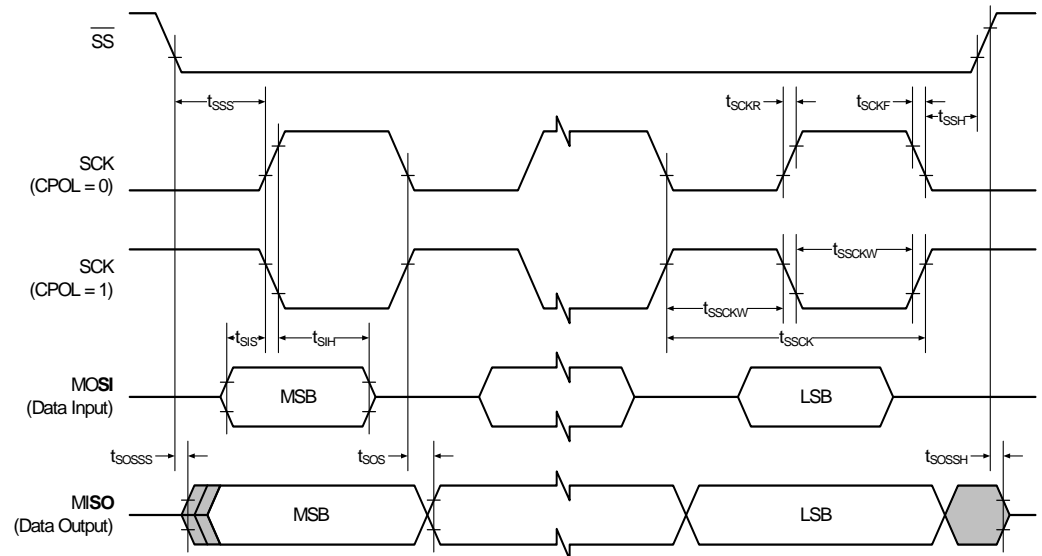 SS
tSSS
tSCKR
tSCKF
tSSH
SCK
(CPOL = 0)
SCK
(CPOL = 1)
tSSCKW
tSSCKW
tSSCK
tSIS
tSIH
MOSI
(Data Input)
MSB
LSB
tSOSSS
tSOS
tSOSSH
MISO
(Data Output)
MSB
LSB